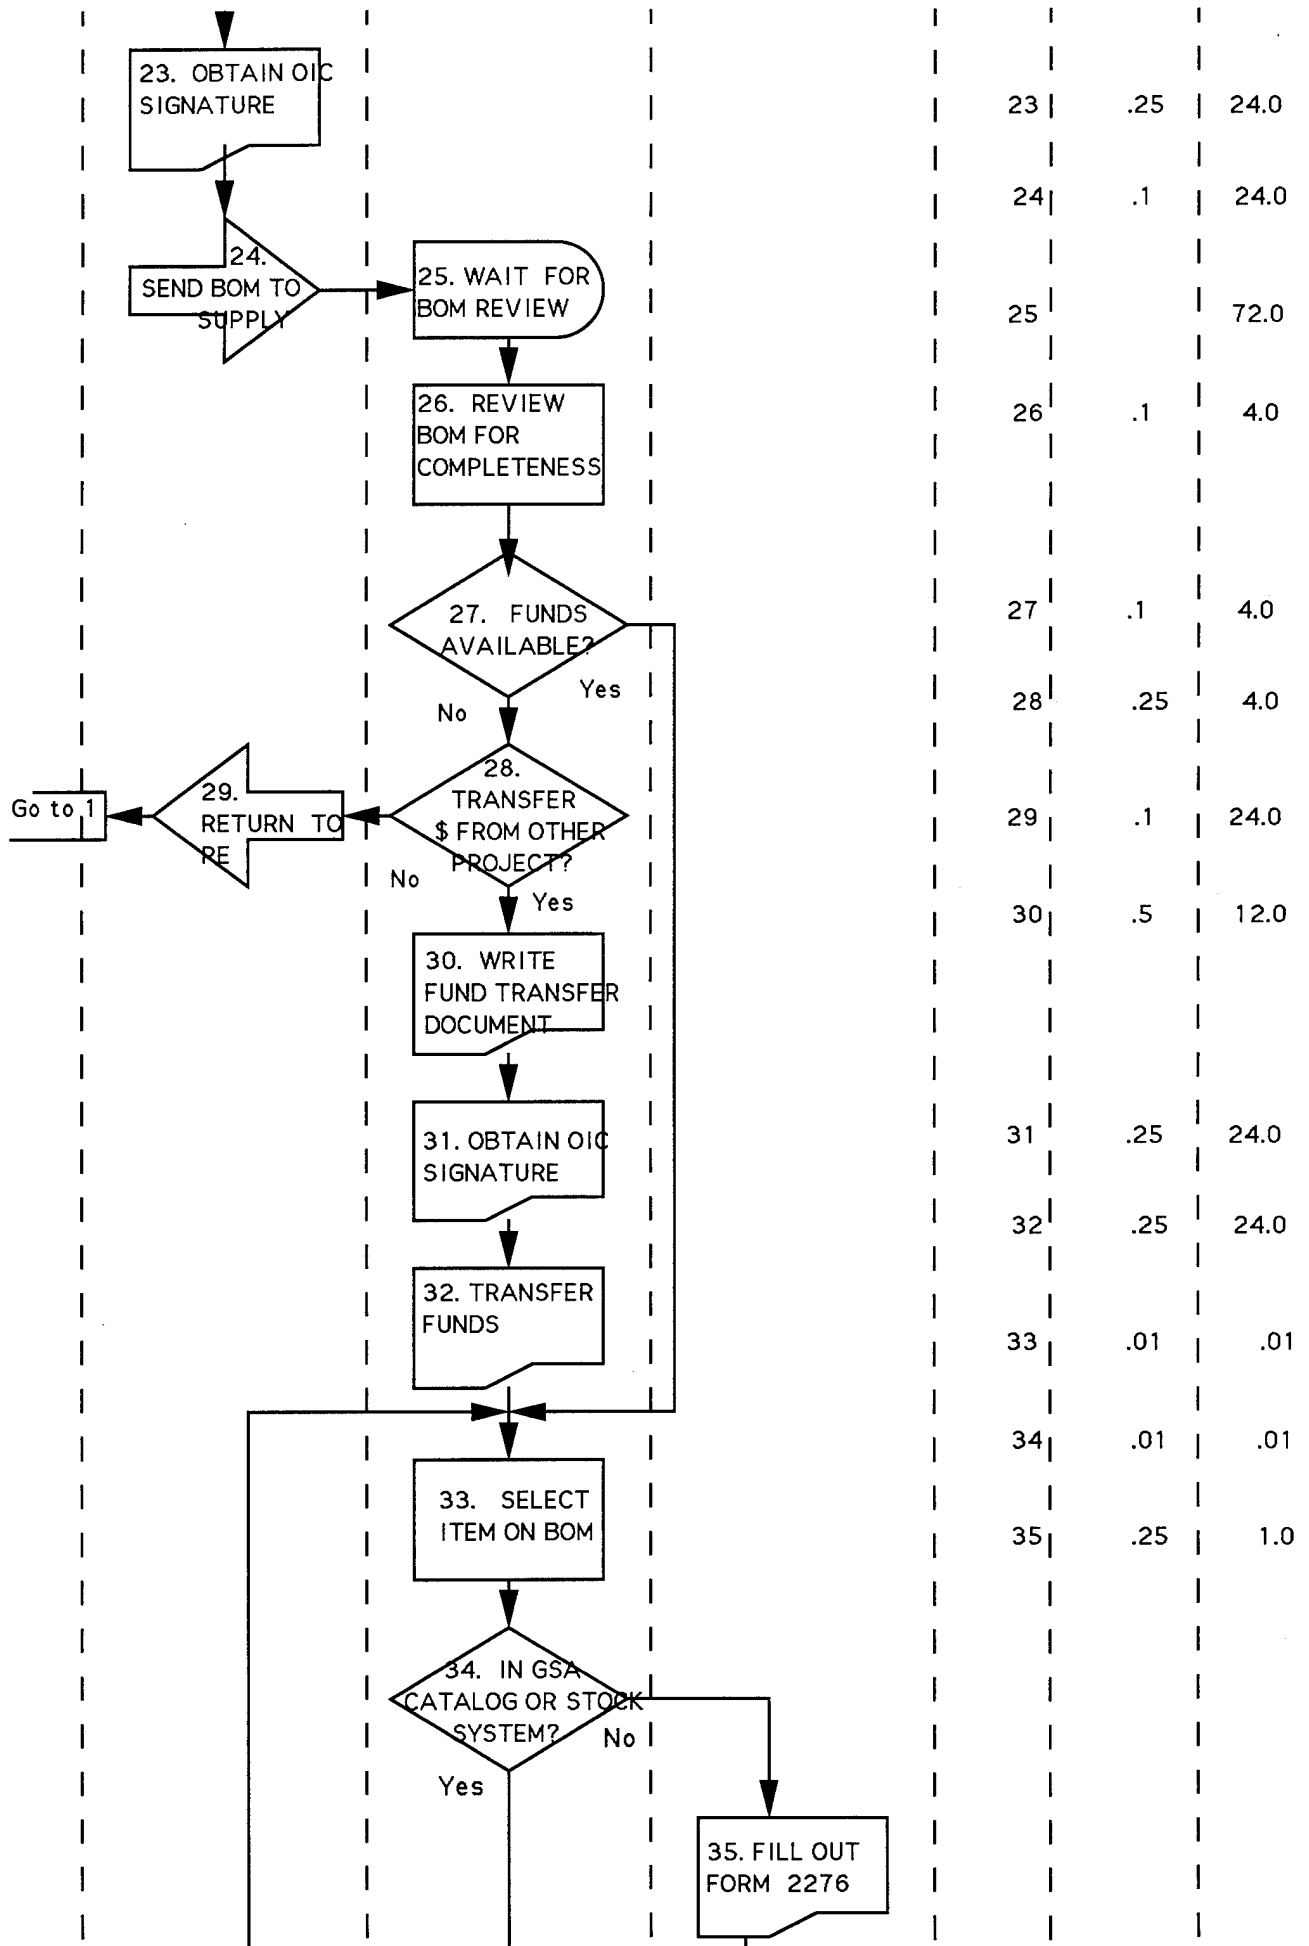 23. OBTAIN OIC
SIGNATURE
23 .25 24.0
24 .1 24.0
24.
SEND BOM TO
SUPPLY
25. WAIT FOR
BOM REVIEW
25 72.0
26. REVIEW
BOM FOR
COMPLETENESS
26 .1 4.0
27. FUNDS
AVAILABLE?
27 .1 4.0
Yes
No
28 .25 4.0
28.
TRANSFER
$ FROM OTHER
PROJECT?
Go to 1
29.
RETURN TO
PE
29 .1 24.0
No
Yes
30 .5 12.0
30. WRITE
FUND TRANSFER
DOCUMENT
31. OBTAIN OIC
SIGNATURE
31 .25 24.0
32 .25 24.0
32. TRANSFER
FUNDS
33 .01 .01
34 .01 .01
33. SELECT
ITEM ON BOM
35 .25 1.0
34. IN GSA
CATALOG OR STOCK
SYSTEM?
No
Yes
35. FILL OUT
FORM 2276